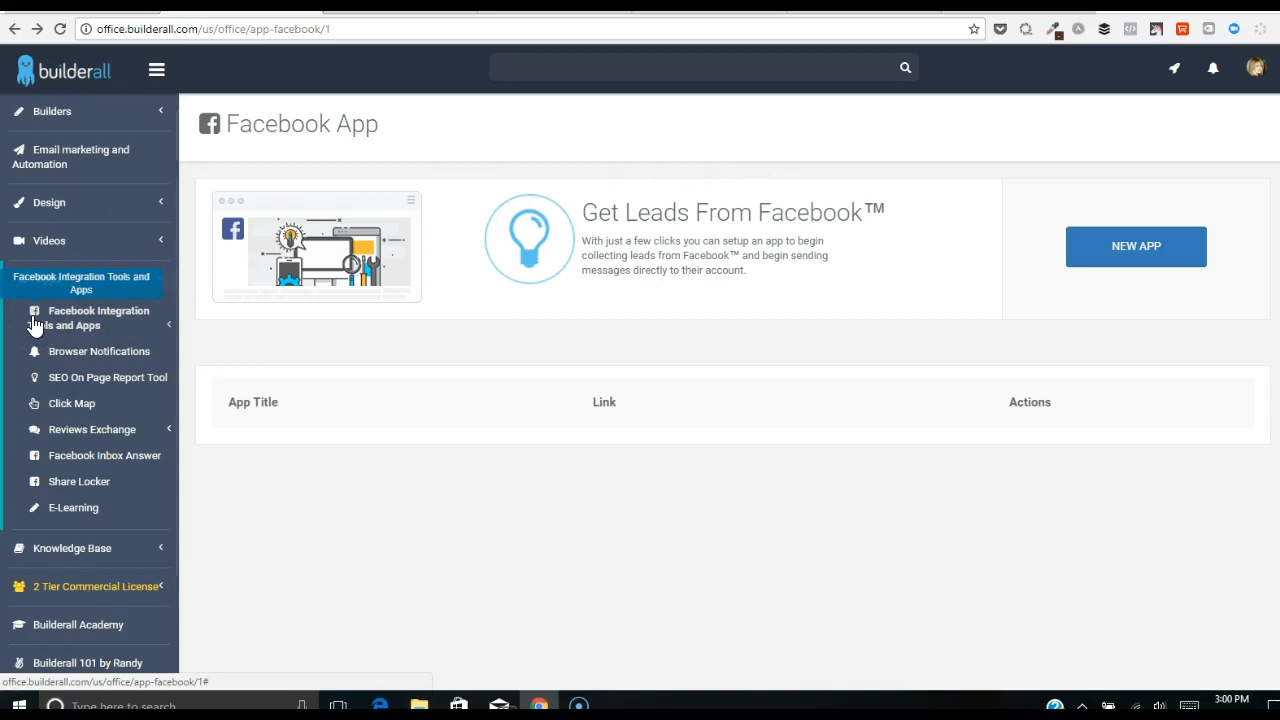 office.builderall.com/us/office/app-facebook/1
builderall
Builders
Email marketing and
Automation
Design
Videos
Facebook Integration Tools and
Apps
Facebook Integration
ls and Apps
Browser Notifications
SEO On Page Report Tool
Click Map
Reviews Exchange
Facebook Inbox Answer
Share Locker
E-Learning
Knowledge Base
2 Tier Commercial License
Builderall Academy
Builderall 101 by Randy
Facebook App
Get Leads From Facebook™
With just a few clicks you can setup an app to begin
collecting leads from Facebook™ and begin sending
messages directly to their account.
NEW APP
App Title
Link
Actions
office.builderall.com/us/office/app-facebook/1#
Type here to search
3:00 PM